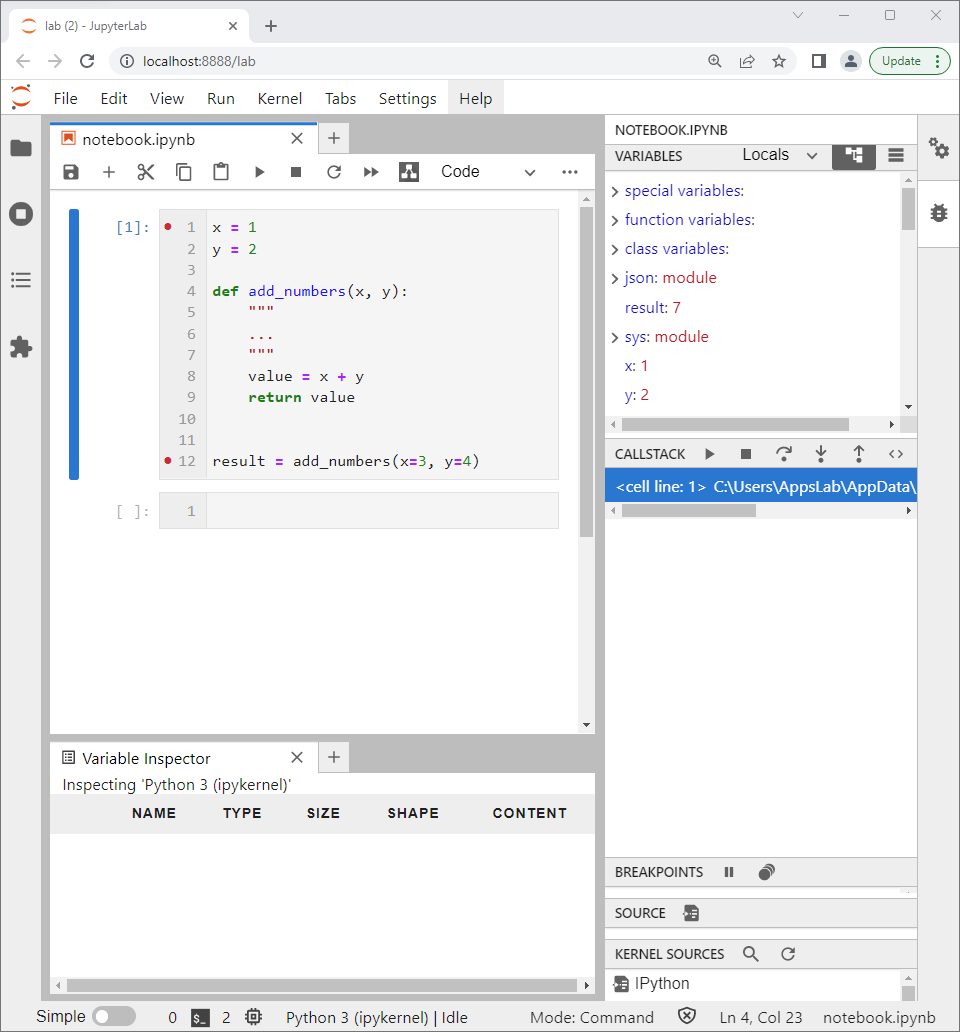 lab (2) - JupyterLab
localhost:8888/lab
Update
File Edit View Run Kernel Tabs Settings Help
notebook.ipynb
Code
[1]:
1 x = 1
2 y = 2
3
4 def add_numbers(x, y):
5 """
6 ...
7 """
8 value = x + y
9 return value
10
11
12 result = add_numbers(x=3, y=4)
[ ]:
1
Variable Inspector
Inspecting 'Python 3 (ipykernel)'
NAME TYPE SIZE SHAPE CONTENT
NOTEBOOK.IPYNB
VARIABLES Locals
special variables:
function variables:
class variables:
json: module
result: 7
sys: module
x: 1
y: 2
CALLSTACK
<cell line: 1> C:\Users\AppsLab\AppData\
BREAKPOINTS
SOURCE
KERNEL SOURCES
IPython
Simple 0 $_ 2 Python 3 (ipykernel) | Idle Mode: Command Ln 4, Col 23 notebook.ipynb